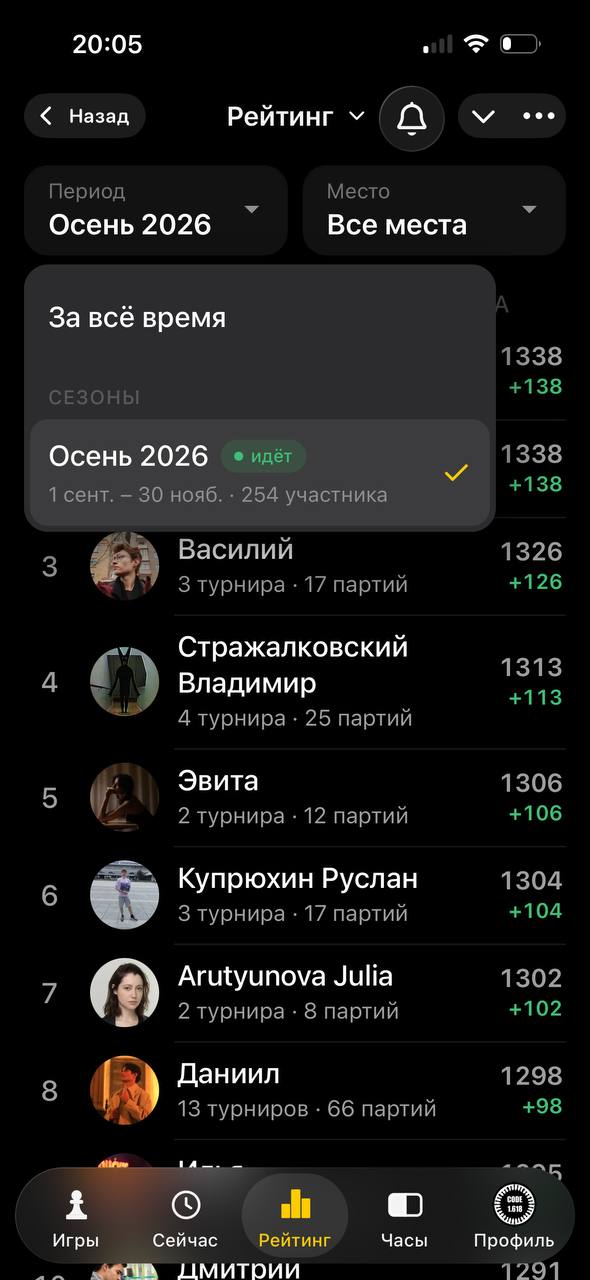 20:05
Назад
Рейтинг
Период
Осень 2026
Место
Все места
За всё время
А
1338
+138
СЕЗОНЫ
Осень 2026
идёт
1 сент. – 30 нояб. · 254 участника
1338
+138
3
Василий
3 турнира · 17 партий
1326
+126
4
Стражалковский
Владимир
4 турнира · 25 партий
1313
+113
5
Эвита
2 турнира · 12 партий
1306
+106
6
Купрюхин Руслан
3 турнира · 17 партий
1304
+104
7
Arutyunova Julia
2 турнира · 8 партий
1302
+102
8
Даниил
13 турниров · 66 партий
1298
+98
Игры
Сейчас
Рейтинг
Часы
CODE
1.618
Профиль
Дмитрий
1291